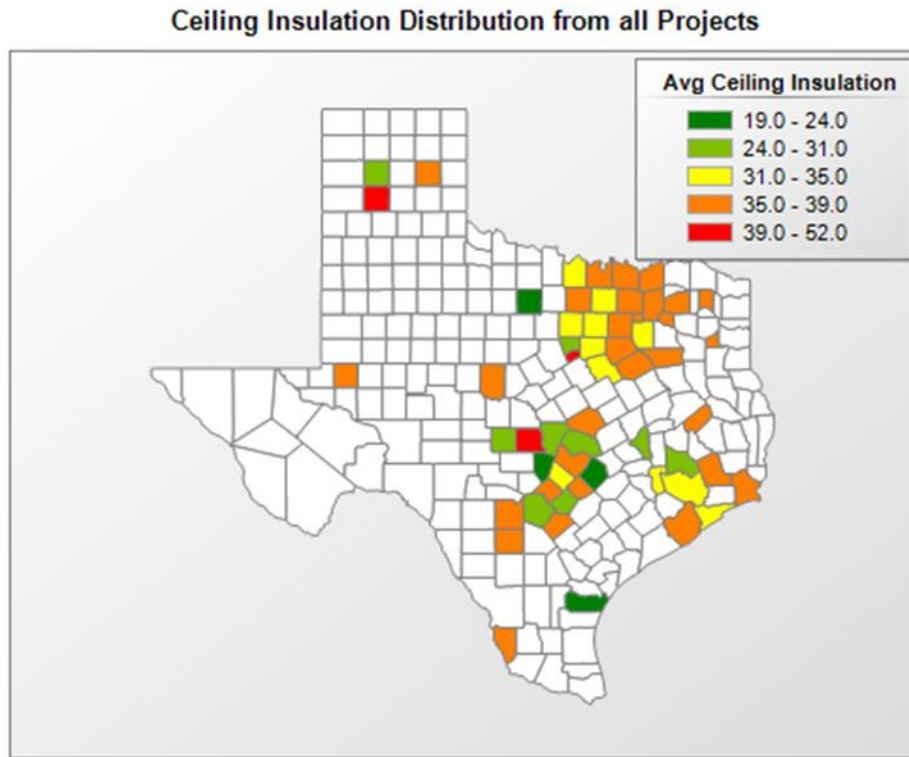 Ceiling Insulation Distribution from all Projects
Avg Ceiling Insulation
19.0 - 24.0
24.0 - 31.0
31.0 - 35.0
35.0 - 39.0
39.0 - 52.0